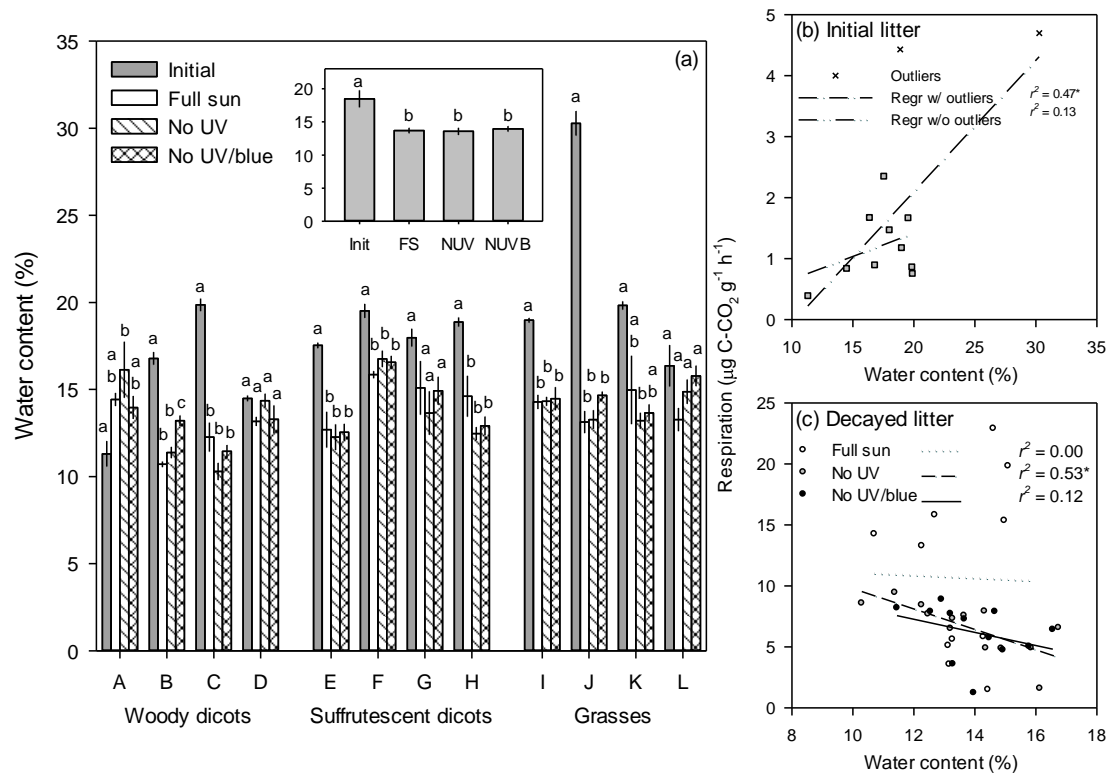 (a)
Initial
Full sun
No UV
No UV/blue
Water content (%)
35
30
25
20
15
10
5
0
20
15
10
5
0
a
b
b
b
Init
FS
NUV
NUVB
a
a
b
b
a
b
a
b
b
c
a
b
c
b
a
a
a
a
a
b
b
b
a
b
b
b
a
a
a
a
a
b
b
b
a
b
b
b
a
b
b
b
a
a
b
b
b
a
a
a
a
a
A
B
C
D
E
F
G
H
I
J
K
L
Woody dicots
Suffrutescent dicots
Grasses
(b) Initial litter
Outliers
Regr w/ outliers
Regr w/o outliers
r² = 0.47*
r² = 0.13
5
4
3
2
1
0
10
15
20
25
30
35
Water content (%)
Respiration (µg C-CO₂ g⁻¹ h⁻¹)
(c) Decayed litter
Full sun
No UV
No UV/blue
r² = 0.00
r² = 0.53*
r² = 0.12
25
20
15
10
5
0
8
10
12
14
16
18
Water content (%)